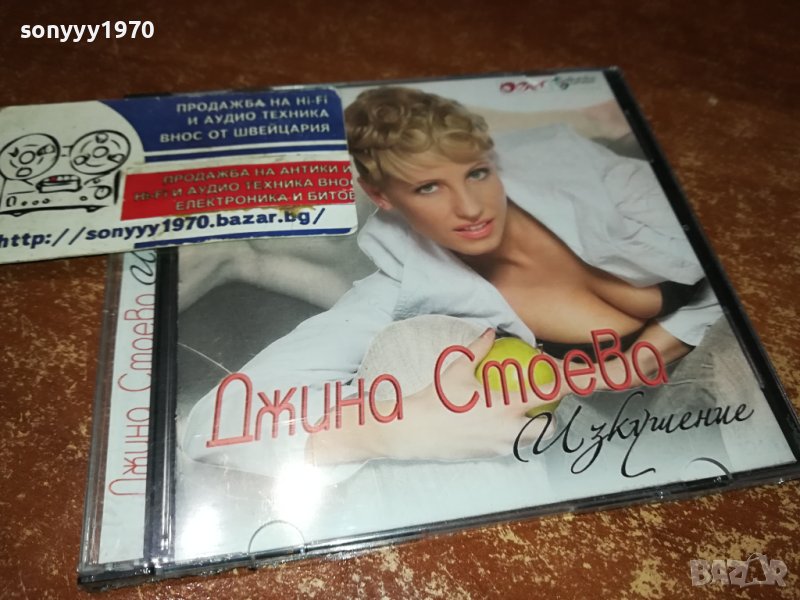 sonyyy1970
ПРОДАЖБА НА Hi-Fi
И АУДИО ТЕХНИКА
ВНОС ОТ ШВЕЙЦАРИЯ
ПРОДАЖБА НА АНТИКИ И
Hi-Fi И АУДИО ТЕХНИКА ВНОС
ЕЛЕКТРОНИКА И БИТОВ
http://sonyyy1970.bazar.bg/
Джина Стоева
Джина Стоева
Изкушение
BAZAR